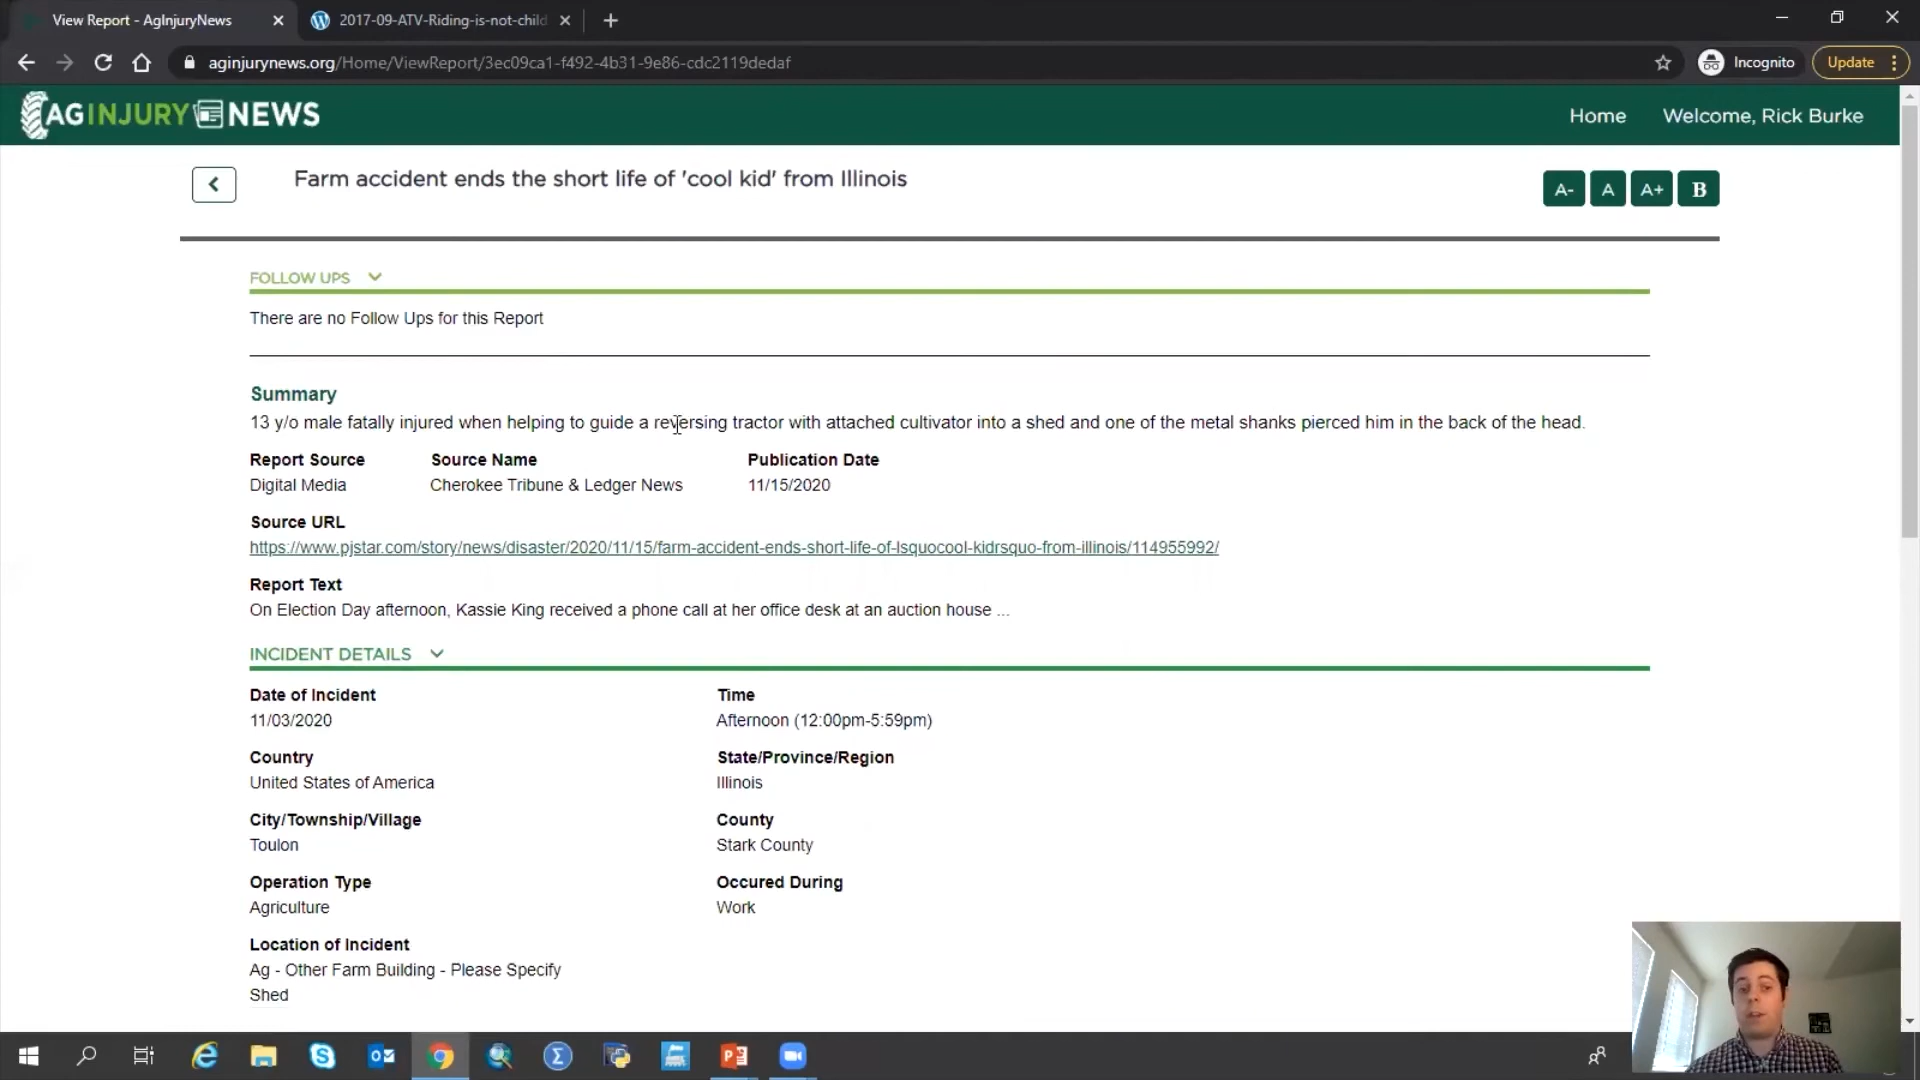 View Report - AgInjuryNews
2017-09-ATV-Riding-is-not-child
aginjurynews.org/Home/ViewReport/3ec09ca1-f492-4b31-9e86-cdc2119dedaf
Incognito
Update
AGINJURY NEWS
Home
Welcome, Rick Burke
Farm accident ends the short life of 'cool kid' from Illinois
A-
A
A+
B
FOLLOW UPS
There are no Follow Ups for this Report
Summary
13 y/o male fatally injured when helping to guide a reversing tractor with attached cultivator into a shed and one of the metal shanks pierced him in the back of the head.
Report Source
Source Name
Publication Date
Digital Media
Cherokee Tribune & Ledger News
11/15/2020
Source URL
https://www.pjstar.com/story/news/disaster/2020/11/15/farm-accident-ends-short-life-of-lsquocool-kidrsquo-from-illinois/114955992/
Report Text
On Election Day afternoon, Kassie King received a phone call at her office desk at an auction house ...
INCIDENT DETAILS
Date of Incident
Time
11/03/2020
Afternoon (12:00pm-5:59pm)
Country
State/Province/Region
United States of America
Illinois
City/Township/Village
County
Toulon
Stark County
Operation Type
Occured During
Agriculture
Work
Location of Incident
Ag - Other Farm Building - Please Specify
Shed